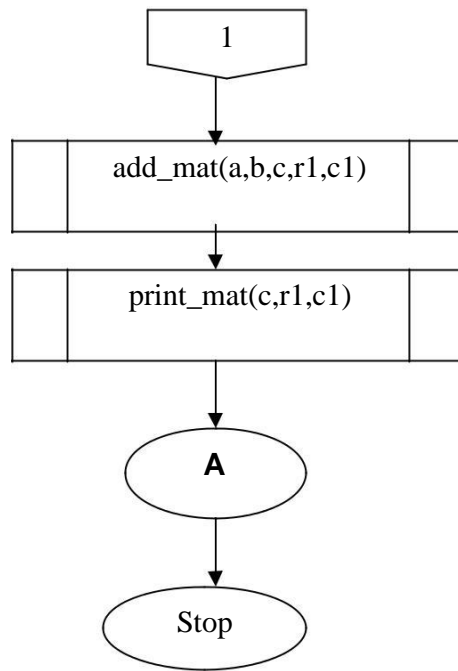 1
add_mat(a,b,c,r1,c1)
print_mat(c,r1,c1)
A
Stop